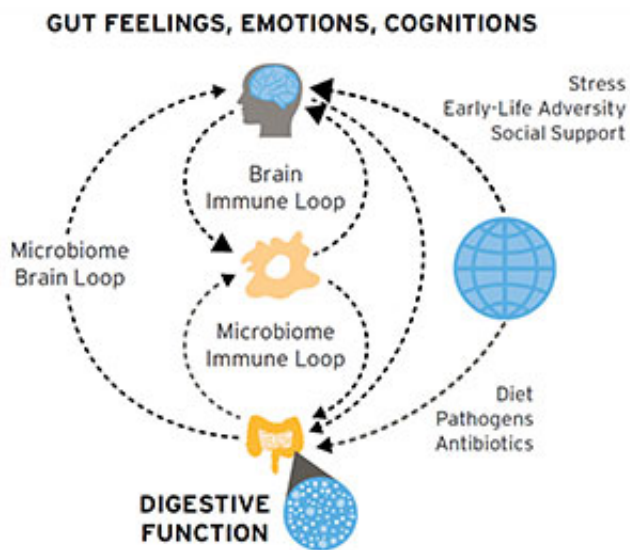 GUT FEELINGS, EMOTIONS, COGNITIONS
Stress
Early-Life Adversity
Social Support
Brain
Immune Loop
Microbiome
Brain Loop
Microbiome
Immune Loop
Diet
Pathogens
Antibiotics
DIGESTIVE
FUNCTION